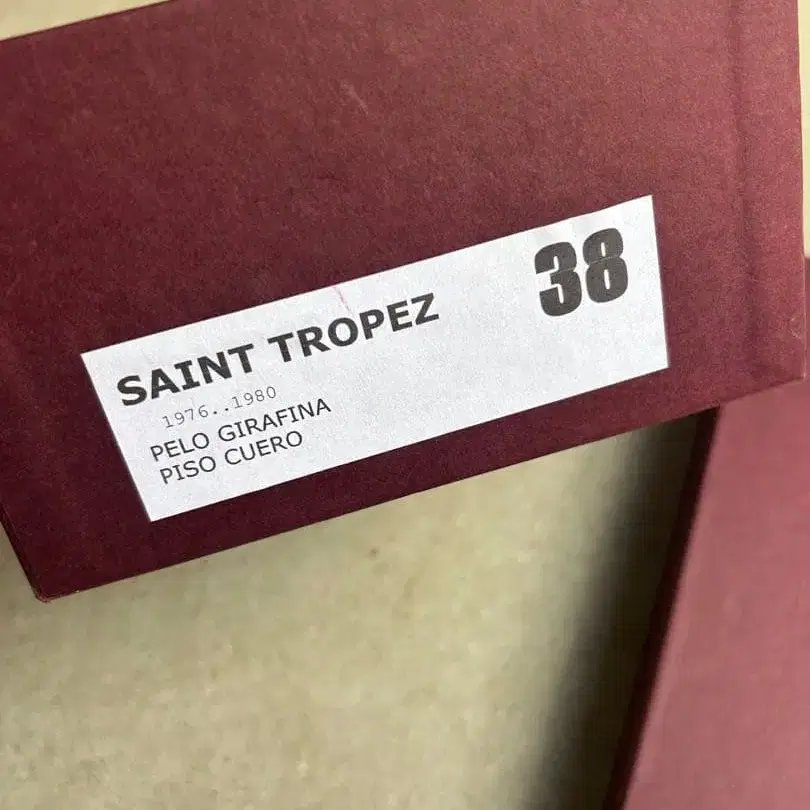 SAINT TROPEZ
38
1976..1980
PELO GIRAFINA
PISO CUERO